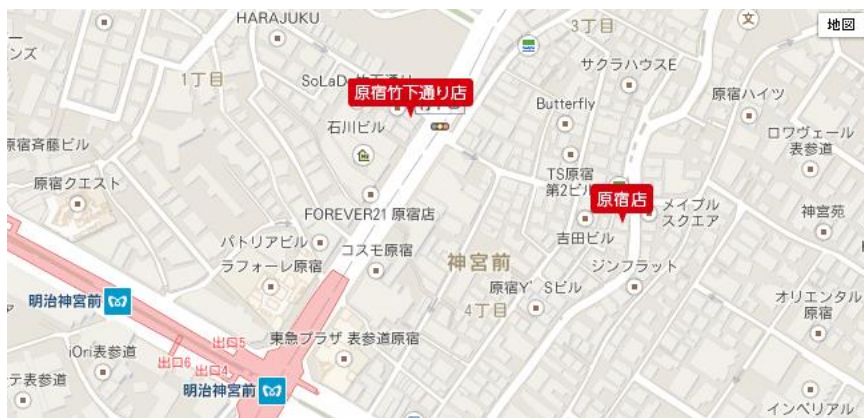 HARAJUKU
3丁目
文
地図
ンズ
1丁目
サクラハウスE
原宿竹下通り店
Butterfly
原宿ハイツ
石川ビル
ロワヴェール
表参道
原宿斉藤ビル
TS原宿
第2ビル
原宿クエスト
原宿店
メイプル
スクエア
神宮苑
FOREVER21 原宿店
吉田ビル
パトリアビル
コスモ原宿
神宮前
ラフォーレ原宿
ジンフラット
原宿Y'Sビル
明治神宮前
4丁目
オリエンタル
原宿
出口5
東急プラザ 表参道原宿
iOri表参道
出口6
出口4
テ表参道
明治神宮前
インペリアル